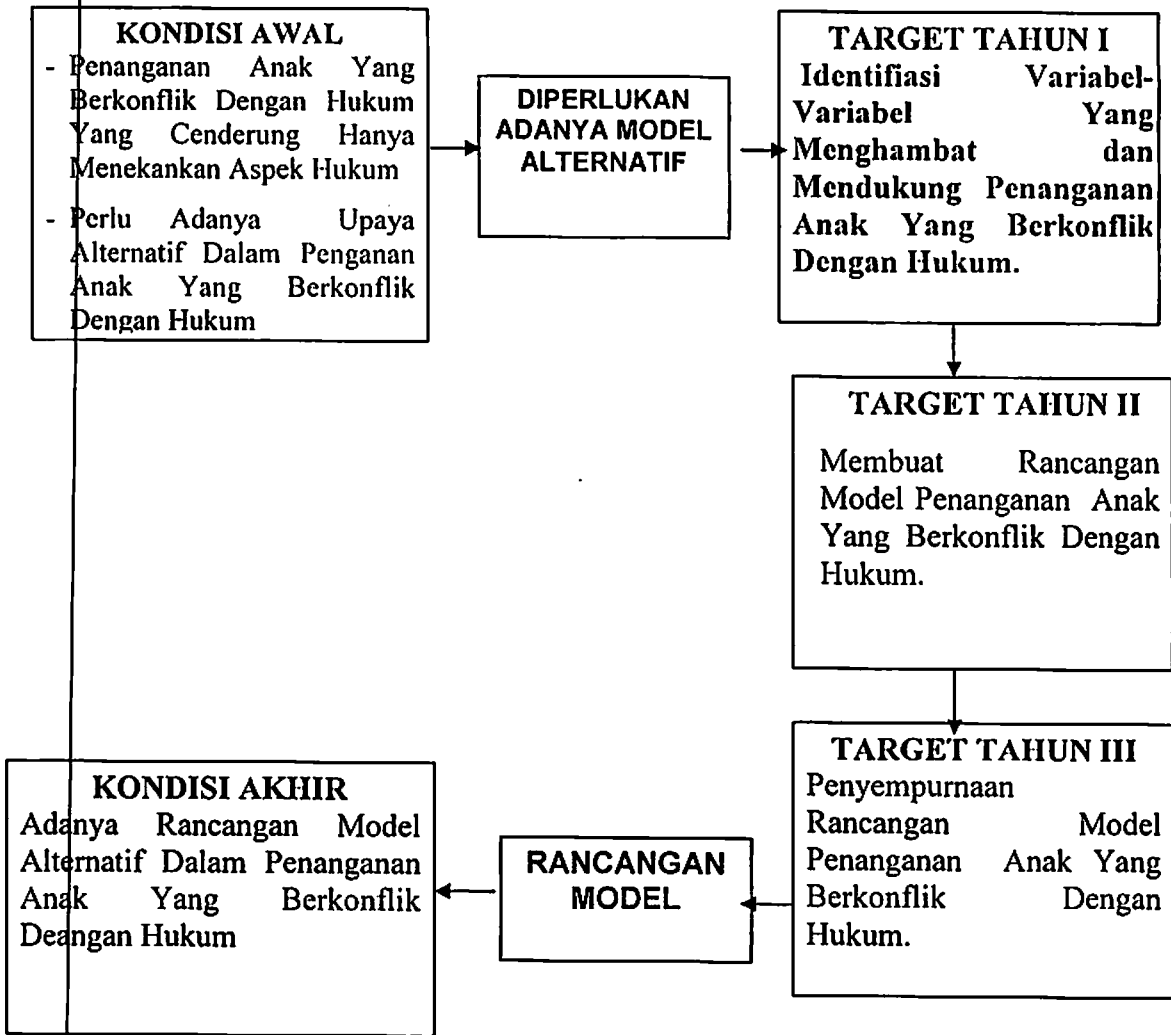 KONDISI AWAL
- Penanganan Anak Yang
Berkonflik Dengan Hukum
Yang Cenderung Hanya
Menekankan Aspek Hukum
- Perlu Adanya Upaya
Alternatif Dalam Penganan
Anak Yang Berkonflik
Dengan Hukum
DIPERLUKAN
ADANYA MODEL
ALTERNATIF
TARGET TAHUN I
Identifiasi Variabel-
Variabel Yang
Menghambat dan
Mendukung Penanganan
Anak Yang Berkonflik
Dengan Hukum.
TARGET TAHUN II
Membuat Rancangan
Model Penanganan Anak
Yang Berkonflik Dengan
Hukum.
TARGET TAHUN III
Penyempurnaan
Rancangan Model
Penanganan Anak Yang
Berkonflik Dengan
Hukum.
RANCANGAN
MODEL
KONDISI AKHIR
Adanya Rancangan Model
Alternatif Dalam Penanganan
Anak Yang Berkonflik
Deangan Hukum